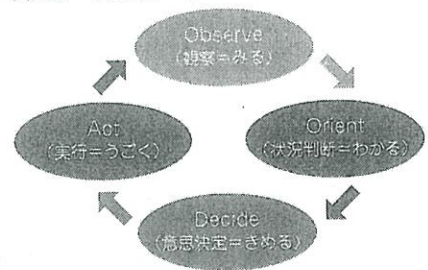 Observe
(観察=みる)
Orient
(状況判断=わかる)
Decide
(意思決定=きめる)
Act
(実行=うごく)